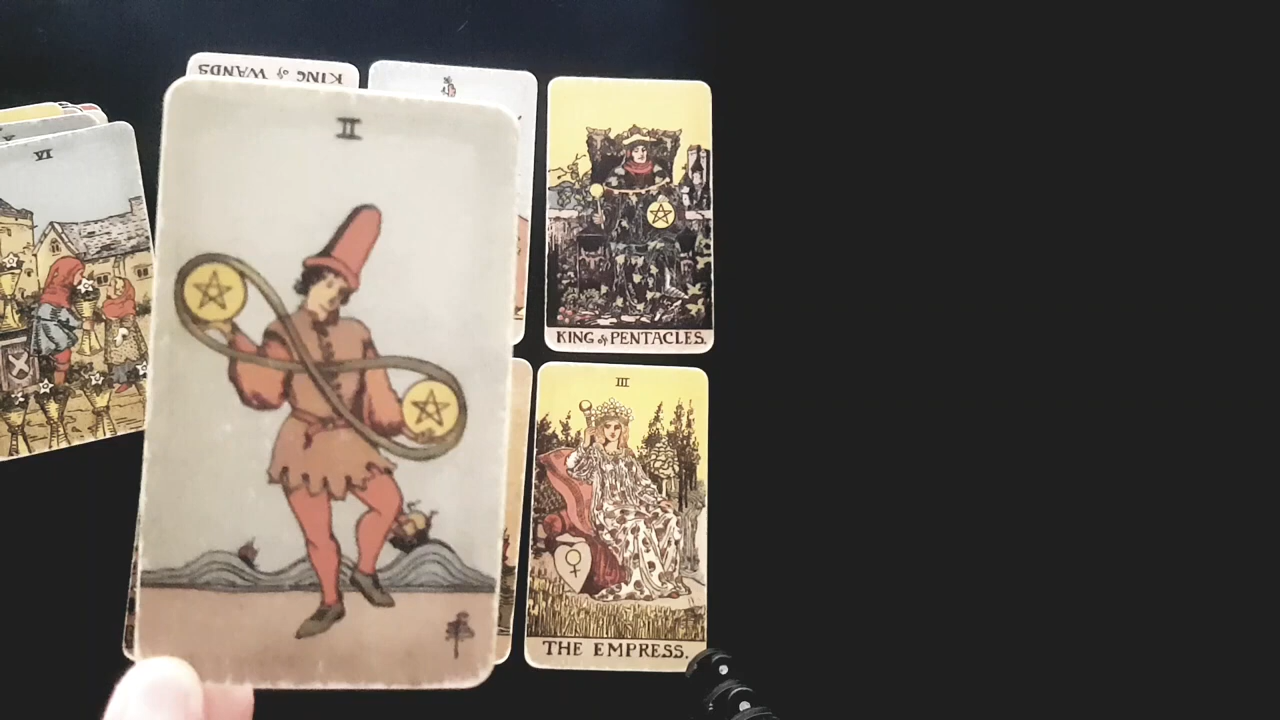 KING of WANDS
II
VI
X
KING of PENTACLES.
III
THE EMPRESS.